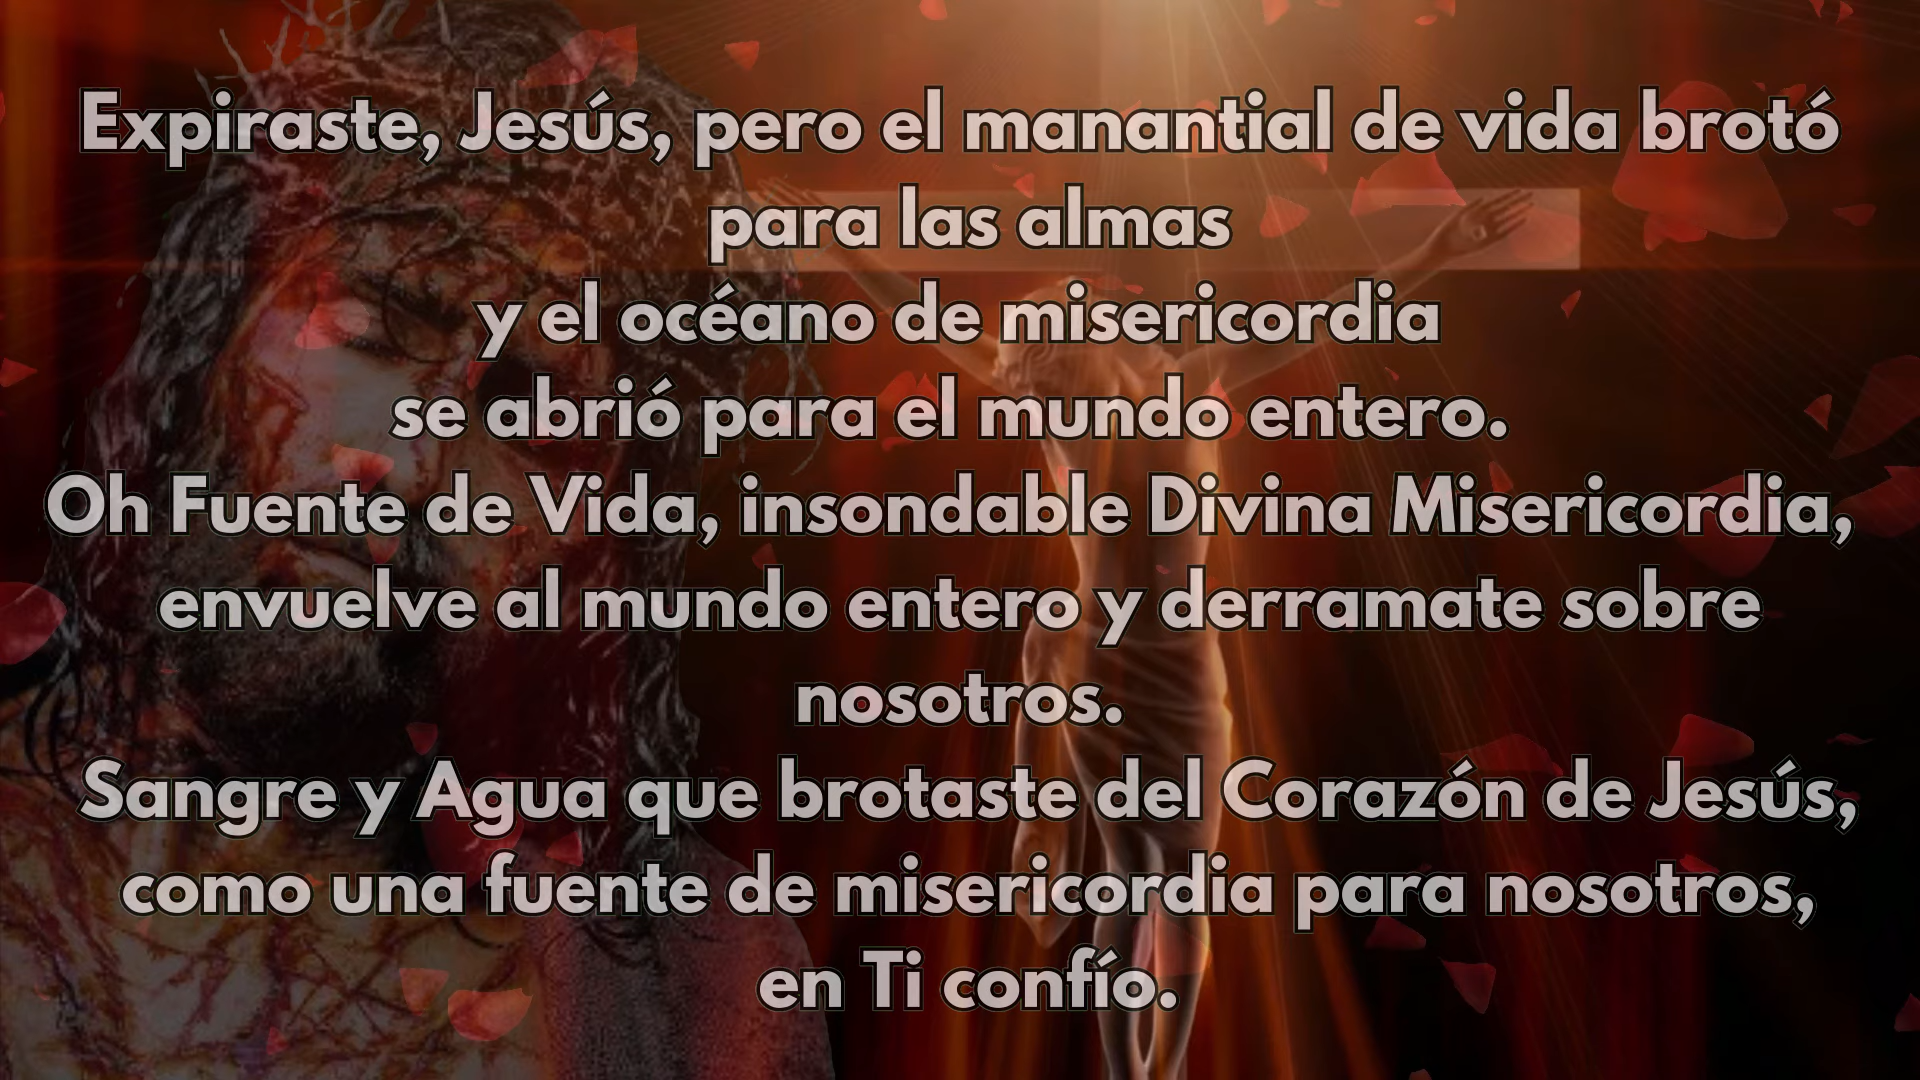 Expiraste, Jesús, pero el manantial de vida brotó
para las almas
y el océano de misericordia
se abrió para el mundo entero.
Oh Fuente de Vida, insondable Divina Misericordia,
envuelve al mundo entero y derramate sobre
nosotros.
Sangre y Agua que brotaste del Corazón de Jesús,
como una fuente de misericordia para nosotros,
en Ti confío.